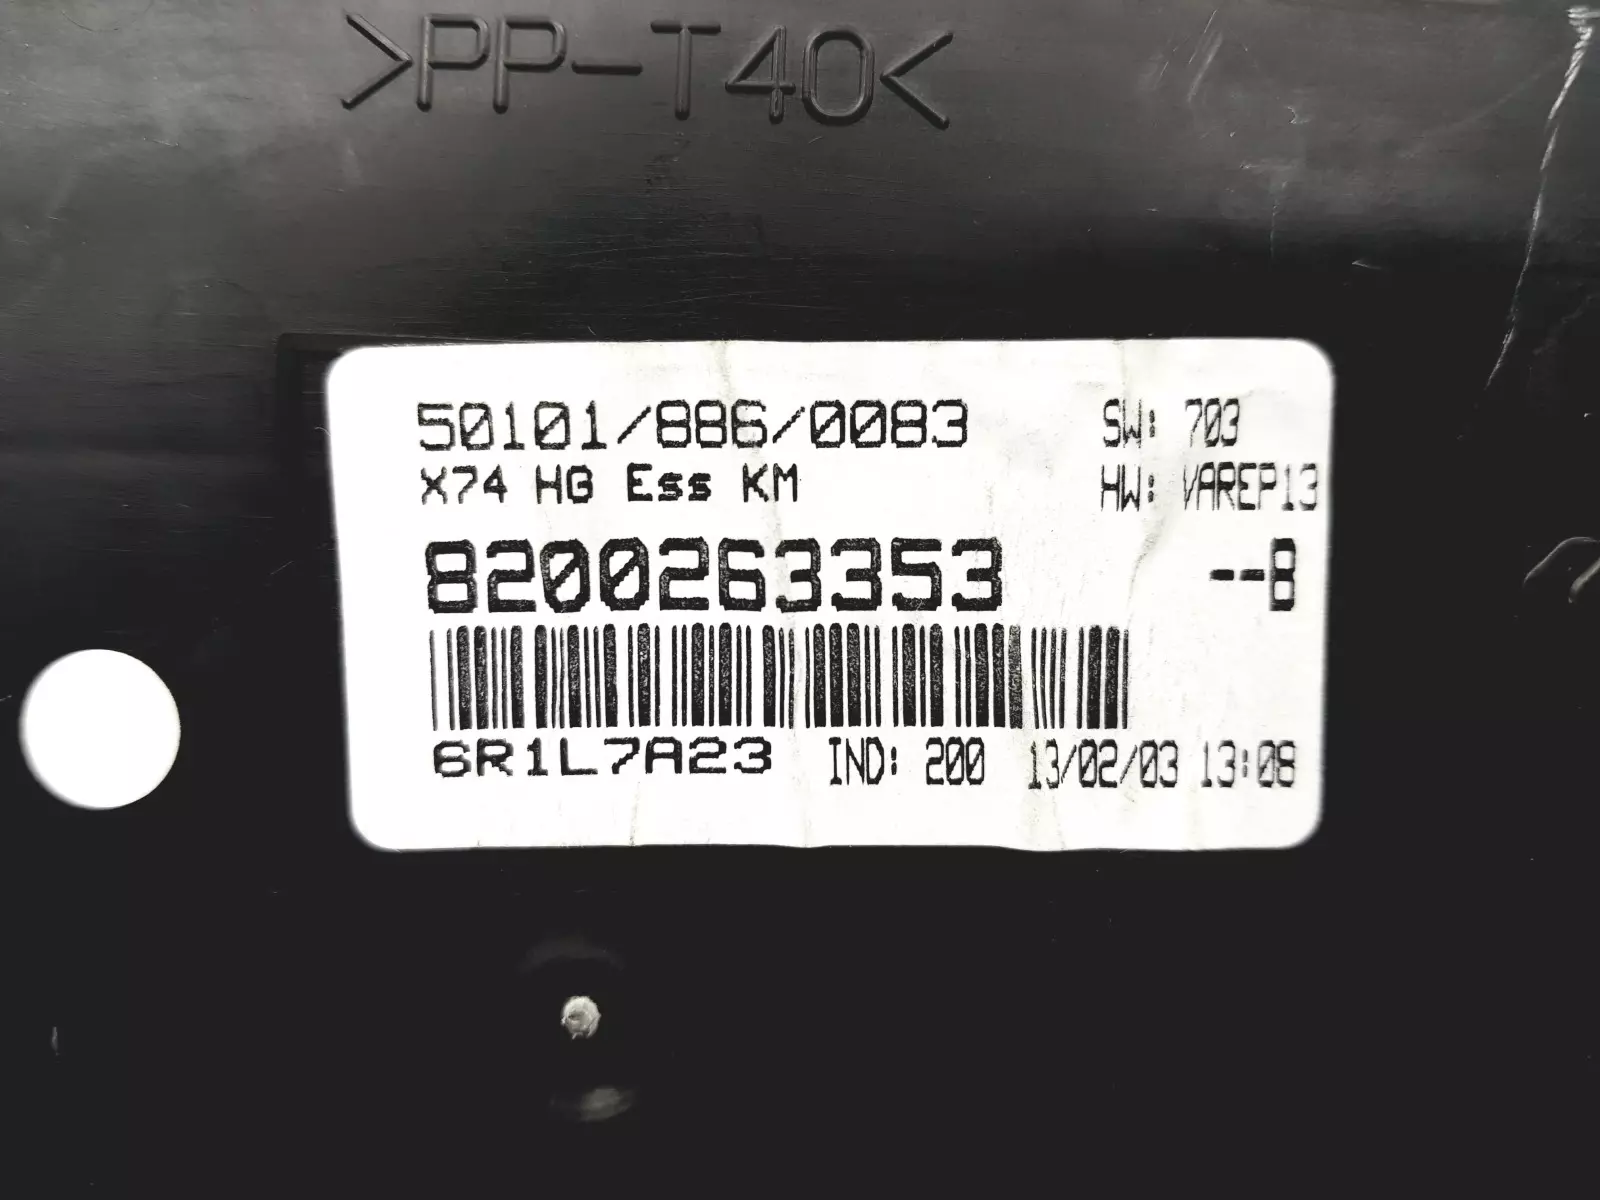 >PP-T40<
50101/886/0083 SW: 703
X74 HG Ess KM HW: VAREP13
8200263353 --B
6R1L7A23 IND: 200 13/02/03 13:08